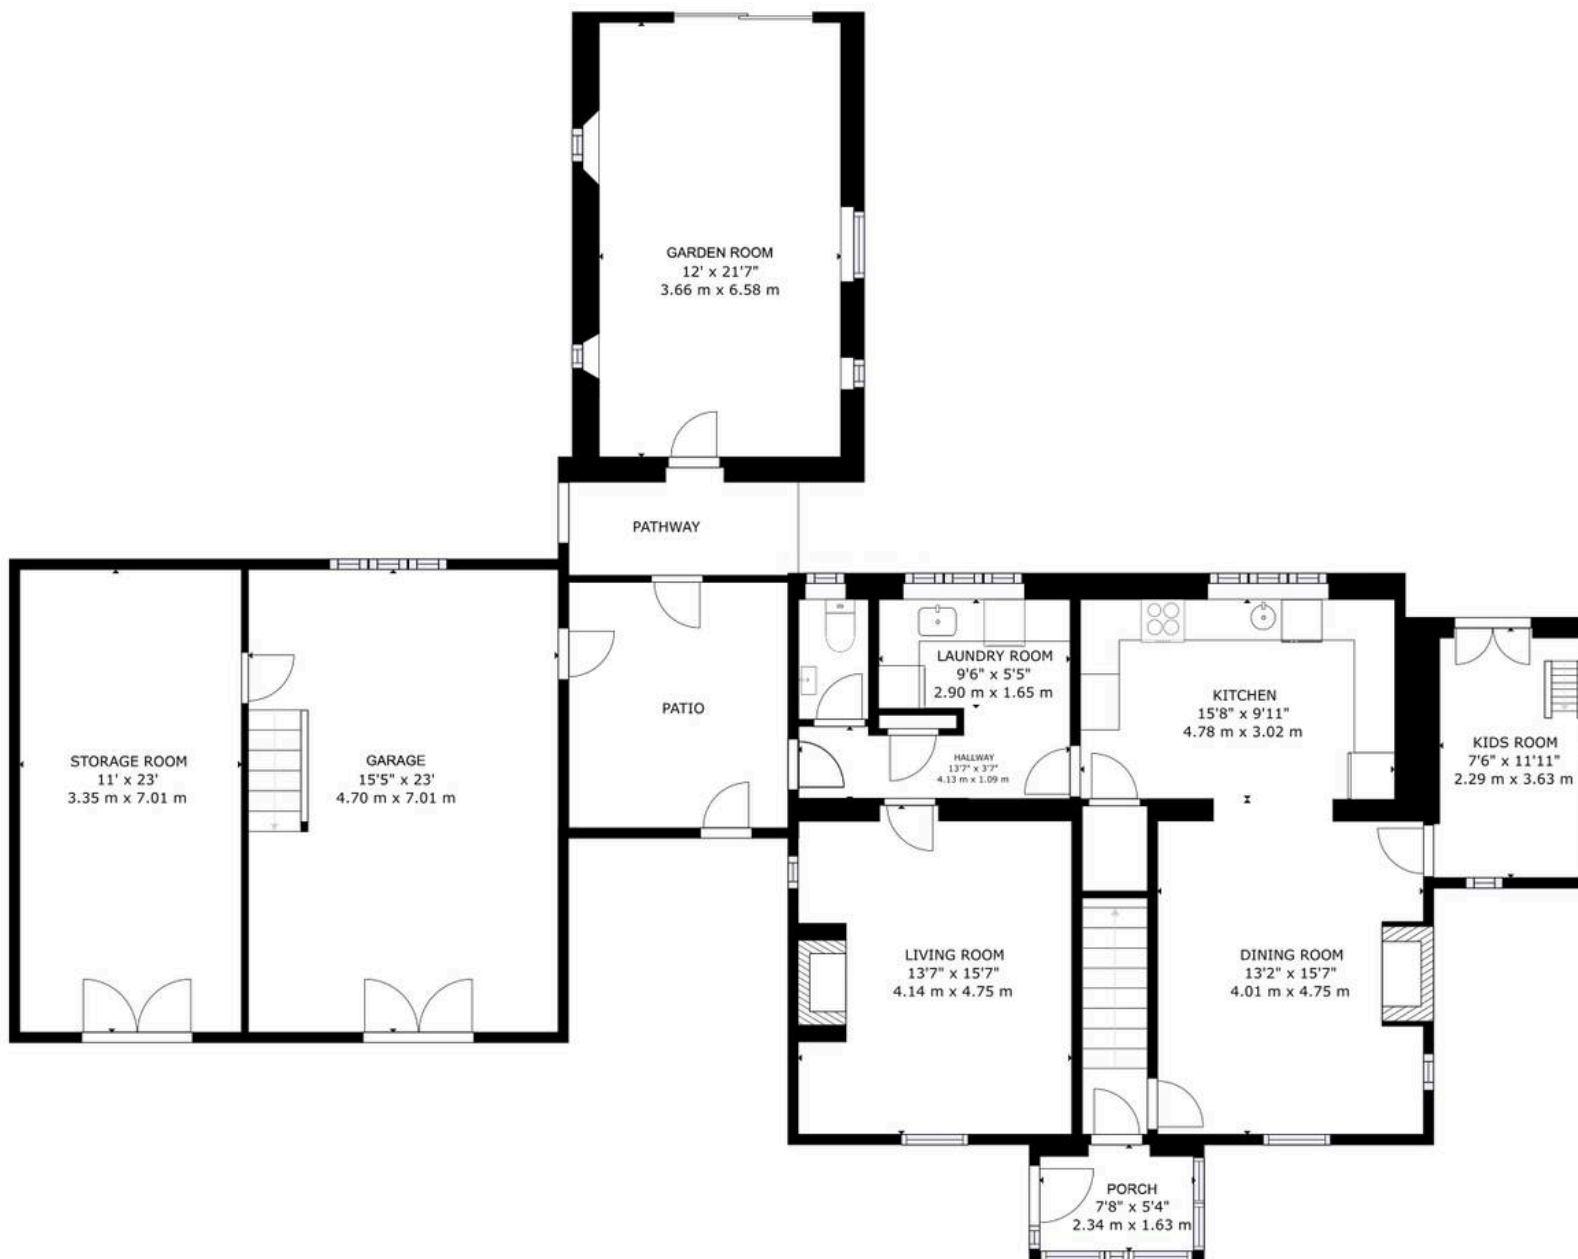 GARDEN ROOM
12' x 21'7"
3.66 m x 6.58 m
PATHWAY
STORAGE ROOM
11' x 23'
3.35 m x 7.01 m
GARAGE
15'5" x 23'
4.70 m x 7.01 m
PATIO
LAUNDRY ROOM
9'6" x 5'5"
2.90 m x 1.65 m
HALLWAY
13'7" x 3'7"
4.13 m x 1.09 m
KITCHEN
15'8" x 9'11"
4.78 m x 3.02 m
KIDS ROOM
7'6" x 11'11"
2.29 m x 3.63 m
LIVING ROOM
13'7" x 15'7"
4.14 m x 4.75 m
DINING ROOM
13'2" x 15'7"
4.01 m x 4.75 m
PORCH
7'8" x 5'4"
2.34 m x 1.63 m